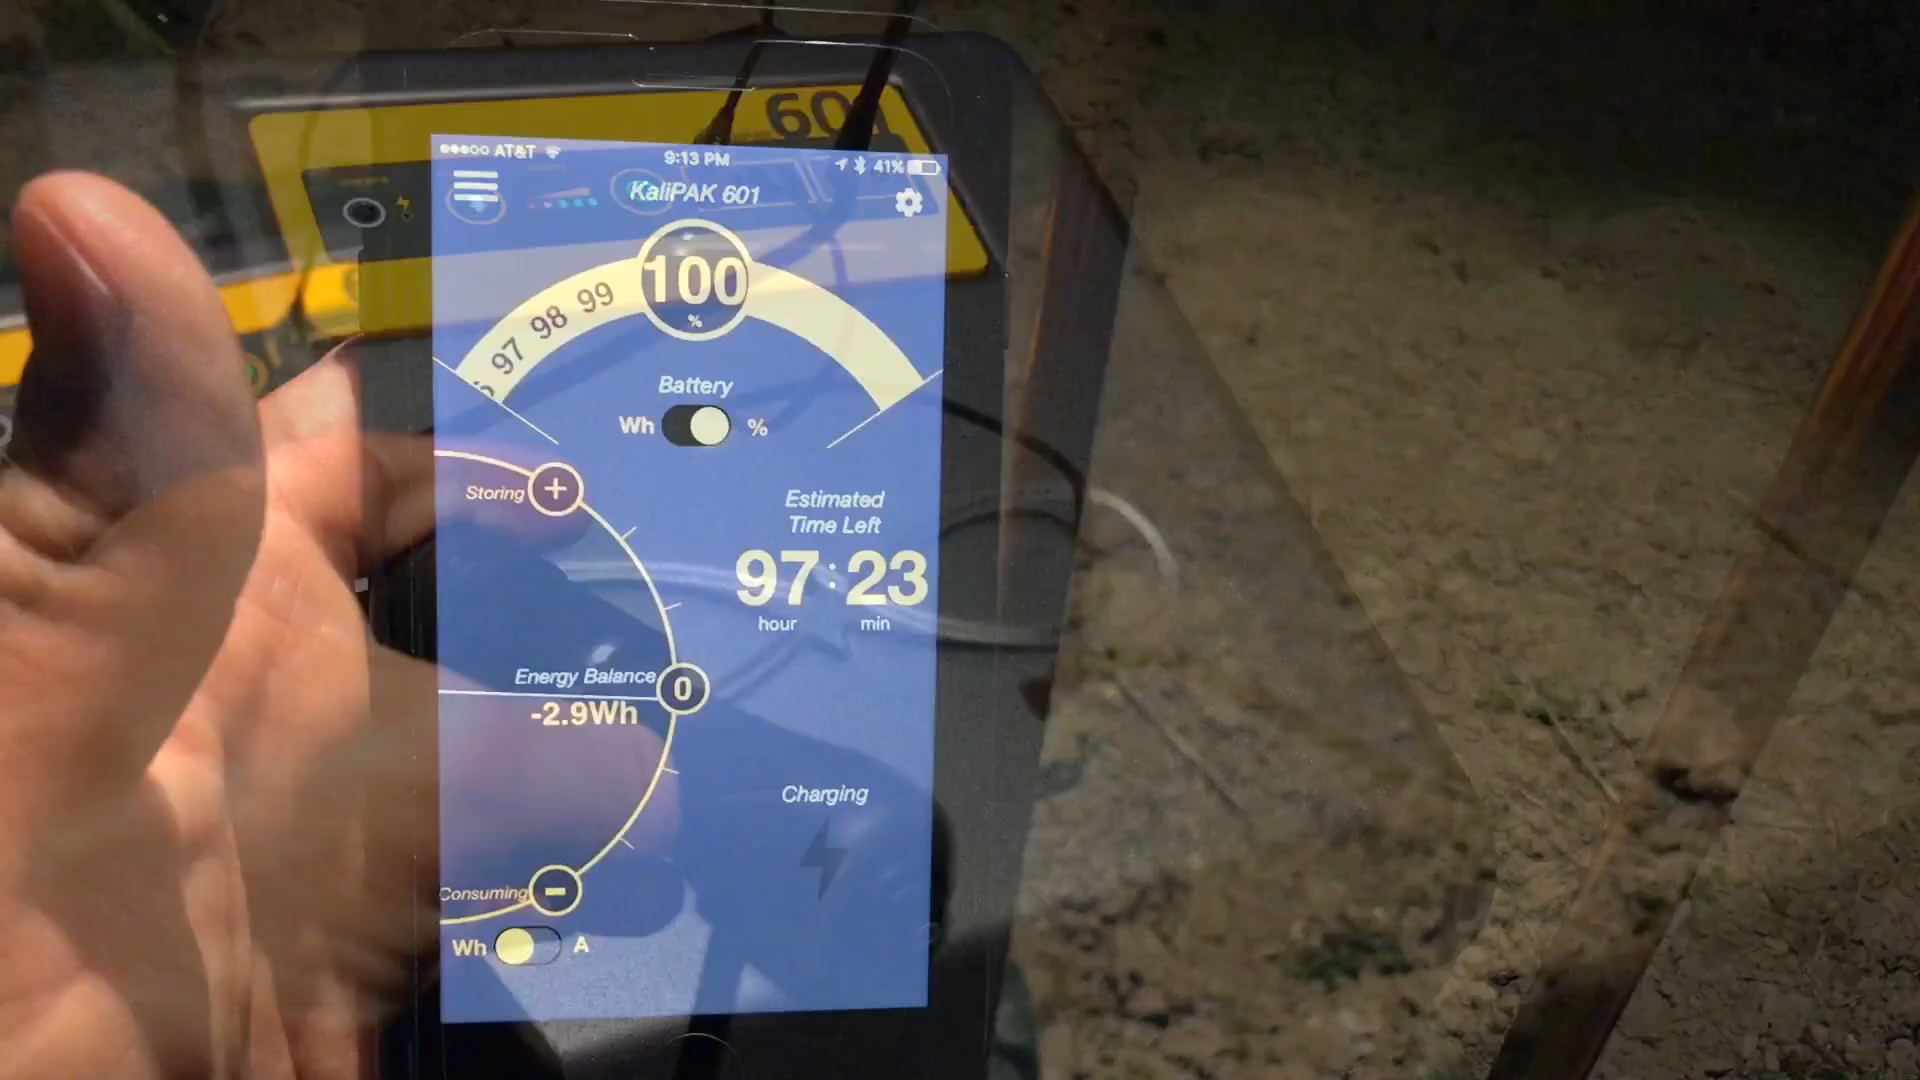 601
●●●○○ AT&T 9:13 PM 41%
KaliPAK 601
100
%
97 98 99
Battery
Wh %
Storing +
Estimated
Time Left
97:23
hour min
Energy Balance 0
-2.9Wh
Charging
Consuming −
Wh A